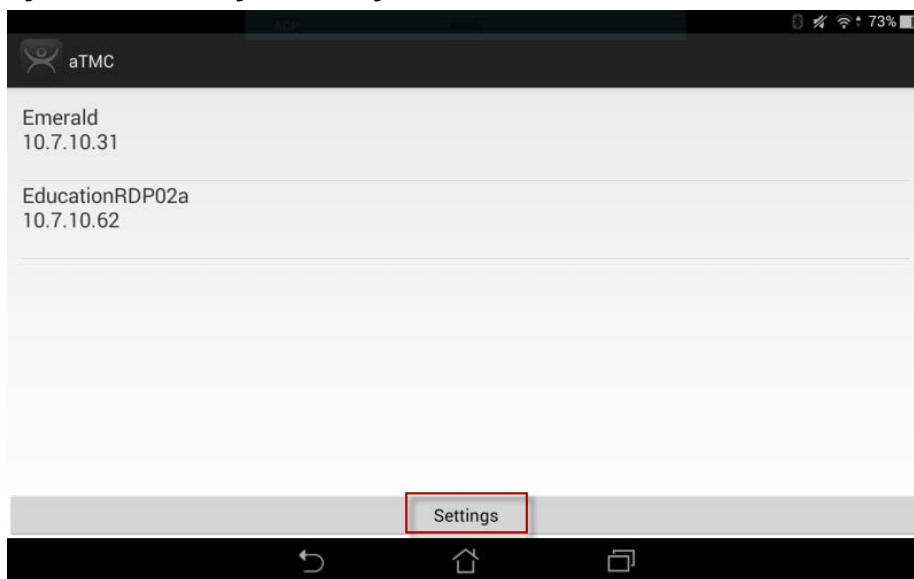 73%
aTMC
Emerald
10.7.10.31
EducationRDP02a
10.7.10.62
Settings